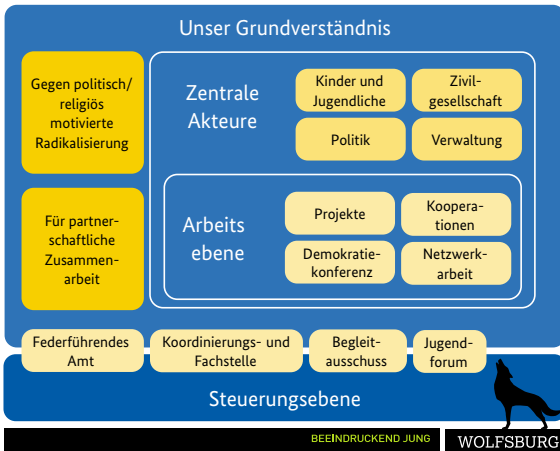 Unser Grundverständnis
Gegen politisch/
religiös
motivierte
Radikalisierung
Für partner-
schaftliche
Zusammen-
arbeit
Zentrale
Akteure
Kinder und
Jugendliche
Zivil-
gesellschaft
Politik
Verwaltung
Arbeits
ebene
Projekte
Koopera-
tionen
Demokratie-
konferenz
Netzwerk-
arbeit
Federführendes
Amt
Koordinierungs- und
Fachstelle
Begleit-
ausschuss
Jugend-
forum
Steuerungsebene
BEEINDRUCKEND JUNG
WOLFSBURG